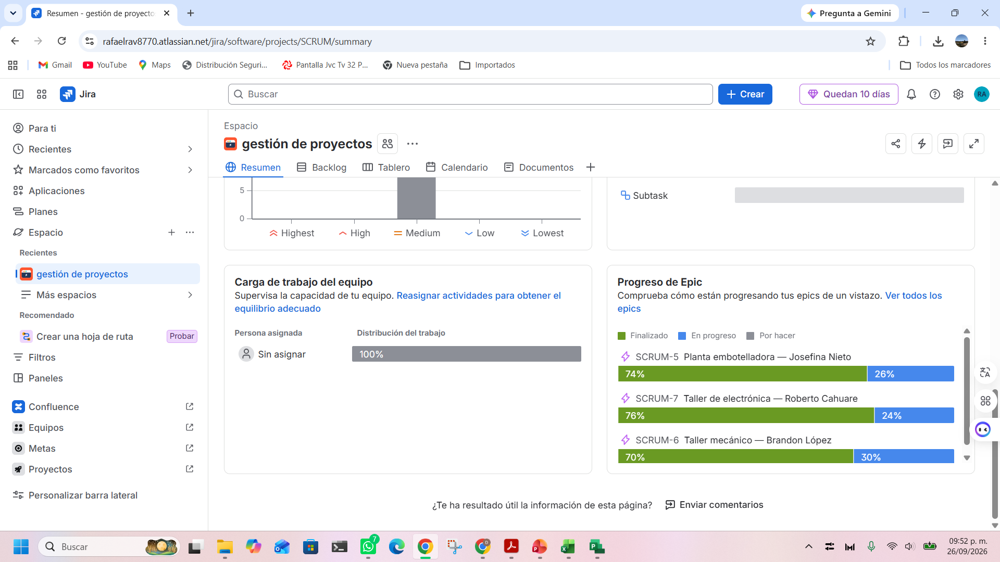 Resumen - gestión de proyecto
Pregunta a Gemini
rafaelrav8770.atlassian.net/jira/software/projects/SCRUM/summary
Gmail
YouTube
Maps
Distribución Seguri...
Pantalla Jvc Tv 32 P...
Nueva pestaña
Importados
Todos los marcadores
Jira
Buscar
+ Crear
Quedan 10 días
RA
Para ti
Recientes
Marcados como favoritos
Aplicaciones
Planes
Espacio
Recientes
gestión de proyectos
Más espacios
Recomendado
Crear una hoja de ruta
Probar
Filtros
Paneles
Confluence
Equipos
Metas
Proyectos
Personalizar barra lateral
Espacio
gestión de proyectos
Resumen
Backlog
Tablero
Calendario
Documentos
5
0
Highest
High
Medium
Low
Lowest
Subtask
Carga de trabajo del equipo
Supervisa la capacidad de tu equipo. Reasignar actividades para obtener el
equilibrio adecuado
Persona asignada
Distribución del trabajo
Sin asignar
100%
Progreso de Epic
Comprueba cómo están progresando tus epics de un vistazo. Ver todos los
epics
Finalizado
En progreso
Por hacer
SCRUM-5 Planta embotelladora — Josefina Nieto
74%
26%
SCRUM-7 Taller de electrónica — Roberto Cahuare
76%
24%
SCRUM-6 Taller mecánico — Brandon López
70%
30%
¿Te ha resultado útil la información de esta página?
Enviar comentarios
Buscar
7
D
09:52 p. m.
26/09/2026